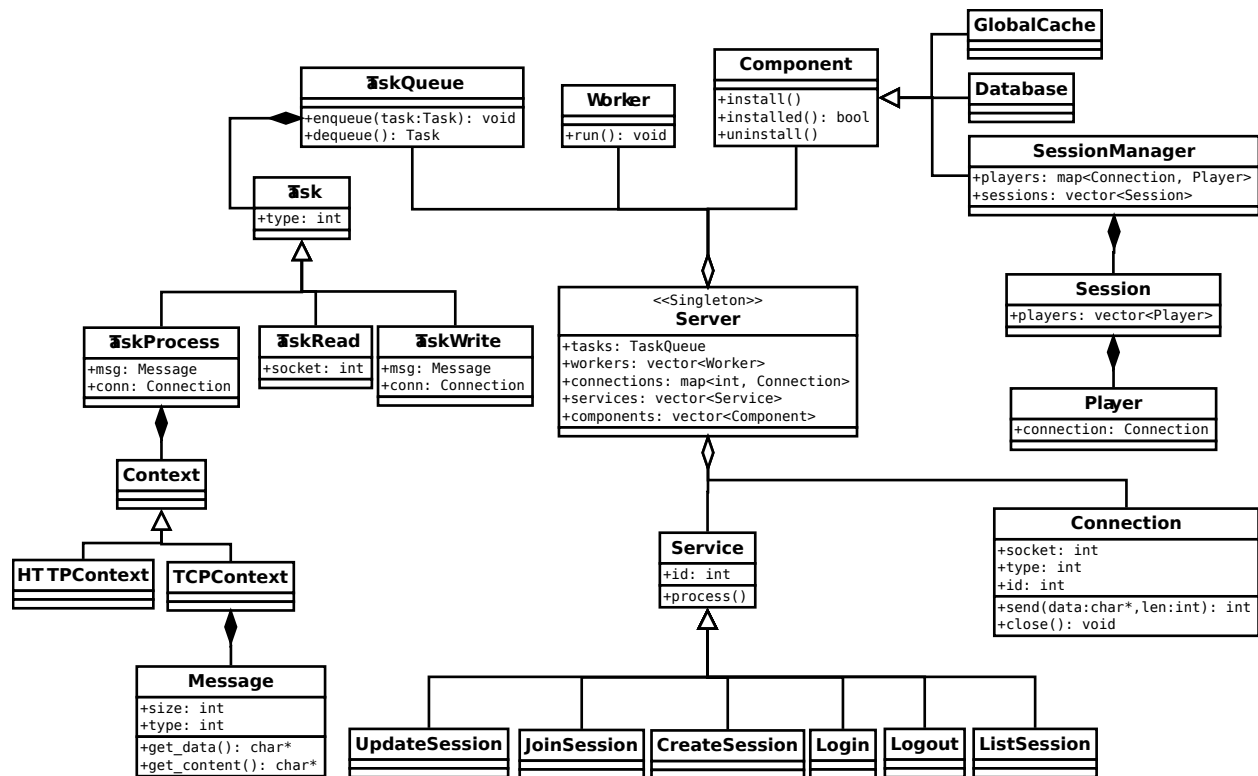 GlobalCache
Component
+install()
+installed(): bool
+uninstall()
TaskQueue
+enqueue(task:Task): void
+dequeue(): Task
Worker
+run(): void
Database
SessionManager
+players: map<Connection, Player>
+sessions: vector<Session>
Task
+type: int
Session
+players: vector<Player>
<<Singleton>>
Server
+tasks: TaskQueue
+workers: vector<Worker>
+connections: map<int, Connection>
+services: vector<Service>
+components: vector<Component>
TaskProcess
+msg: Message
+conn: Connection
TaskRead
+socket: int
TaskWrite
+msg: Message
+conn: Connection
Player
+connection: Connection
Context
HTTPContext
TCPContext
Service
+id: int
+process()
Connection
+socket: int
+type: int
+id: int
+send(data:char*,len:int): int
+close(): void
Message
+size: int
+type: int
+get_data(): char*
+get_content(): char*
UpdateSession
JoinSession
CreateSession
Login
Logout
ListSession